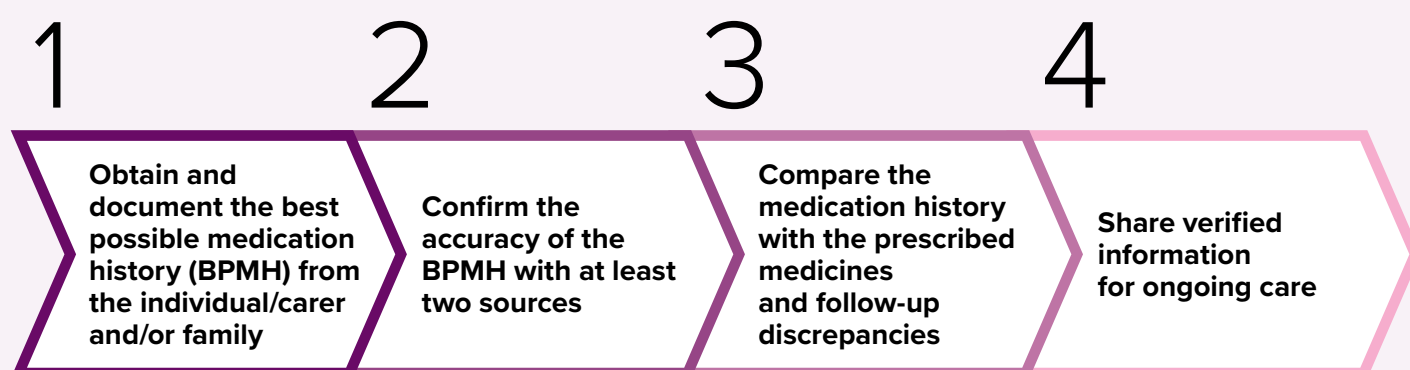 1
2
3
4
Obtain and
document the best
possible medication
history (BPMH) from
the individual/carer
and/or family
Confirm the
accuracy of the
BPMH with at least
two sources
Compare the
medication history
with the prescribed
medicines
and follow-up
discrepancies
Share verified
information
for ongoing care